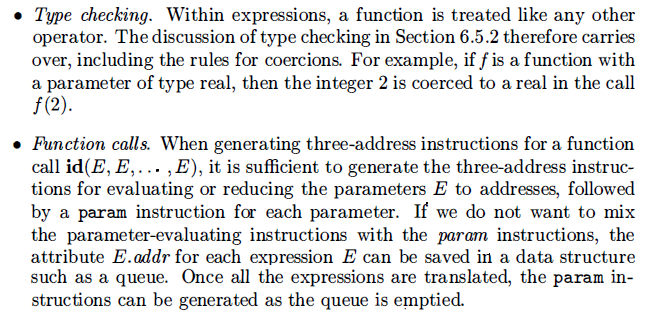 • Type checking. Within expressions, a function is treated like any other
operator. The discussion of type checking in Section 6.5.2 therefore carries
over, including the rules for coercions. For example, if f is a function with
a parameter of type real, then the integer 2 is coerced to a real in the call
f(2).
• Function calls. When generating three-address instructions for a function
call id(E, E,... ,E), it is sufficient to generate the three-address instruc-
tions for evaluating or reducing the parameters E to addresses, followed
by a param instruction for each parameter. If we do not want to mix
the parameter-evaluating instructions with the param instructions, the
attribute E.addr for each expression E can be saved in a data structure
such as a queue. Once all the expressions are translated, the param in-
structions can be generated as the queue is emptied.